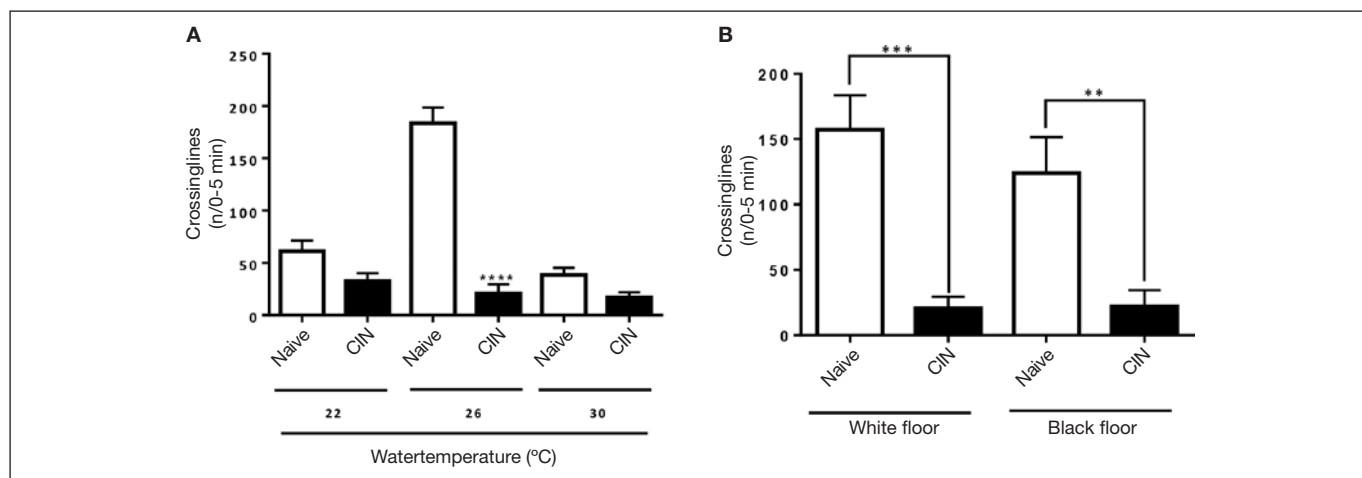 A
Crossinglines
(n/0-5 min)
250
200
150
100
50
0
****
Naive
CIN
Naive
CIN
Naive
CIN
22
26
30
Watertemperature (ºC)
B
Crossinglines
(n/0-5 min)
200
150
100
50
0
***
**
Naive
CIN
Naive
CIN
White floor
Black floor